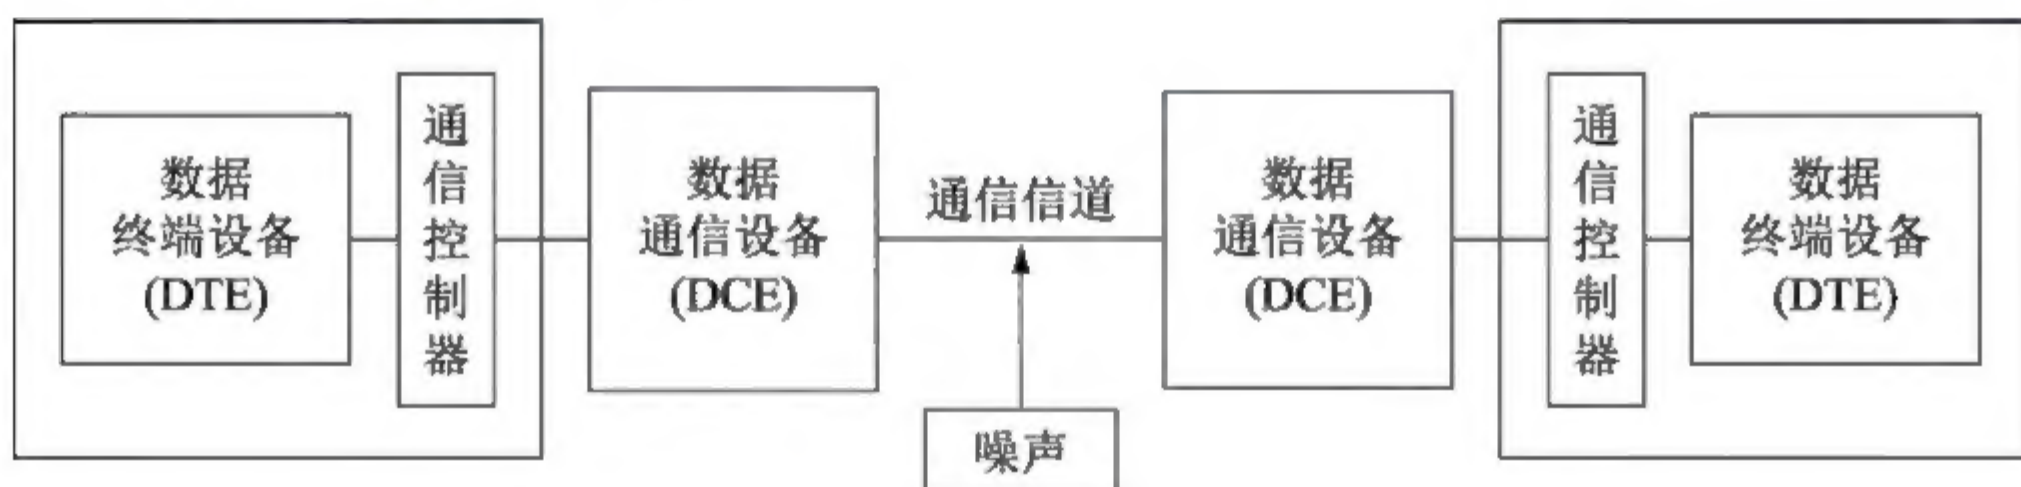 数据
终端设备
(DTE)
通信控制器
数据
通信设备
(DCE)
通信信道
噪声
数据
通信设备
(DCE)
通信控制器
数据
终端设备
(DTE)